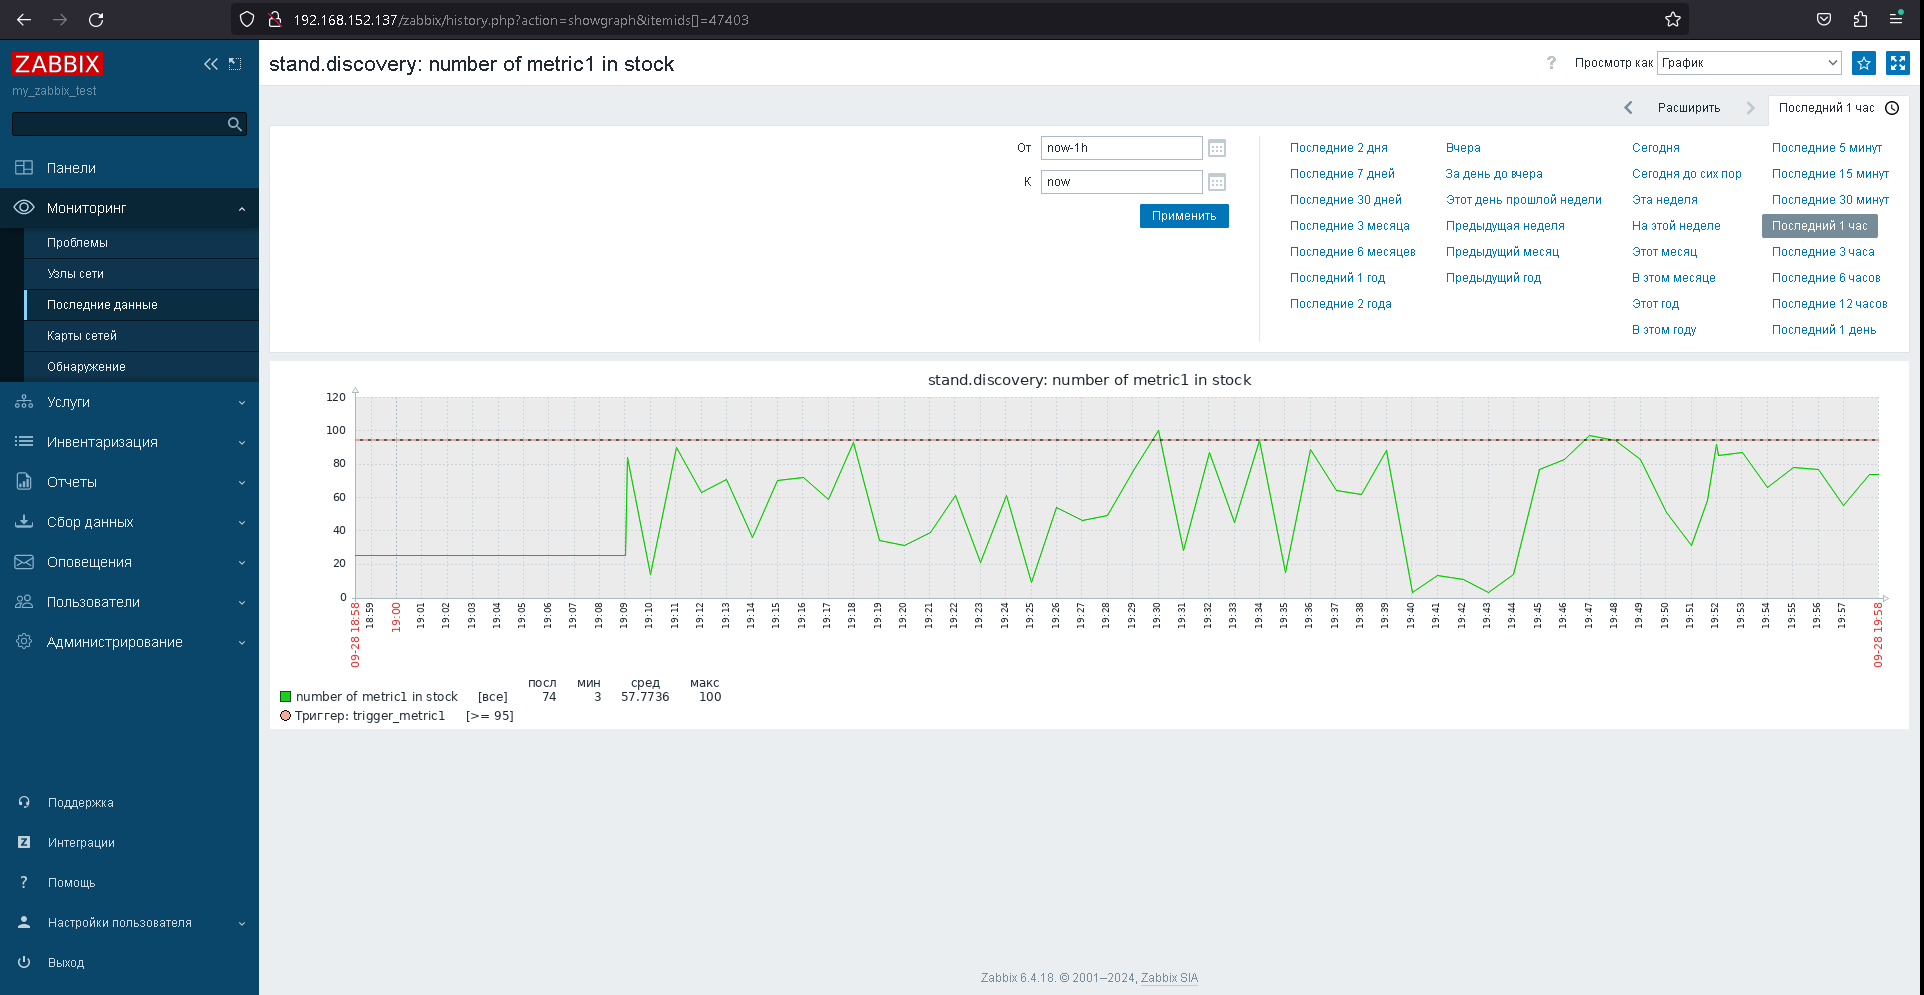 192.168.152.137/zabbix/history.php?action=showgraph&itemids[]=47403
ZABBIX
my_zabbix_test
Панели
Мониторинг
Проблемы
Узлы сети
Последние данные
Карты сетей
Обнаружение
Услуги
Инвентаризация
Отчеты
Сбор данных
Оповещения
Пользователи
Администрирование
Поддержка
Z Интеграции
? Помощь
Настройки пользователя
Выход
stand.discovery: number of metric1 in stock
? Просмотр как График
Расширить
Последний 1 час
От now-1h
К now
Применить
Последние 2 дня Вчера Сегодня Последние 5 минут
Последние 7 дней За день до вчера Сегодня до сих пор Последние 15 минут
Последние 30 дней Этот день прошлой недели Эта неделя Последние 30 минут
Последние 3 месяца Предыдущая неделя На этой неделе Последний 1 час
Последние 6 месяцев Предыдущий месяц Этот месяц Последние 3 часа
Последний 1 год Предыдущий год В этом месяце Последние 6 часов
Последние 2 года Этот год Последние 12 часов
В этом году Последний 1 день
stand.discovery: number of metric1 in stock
120
100
80
60
40
20
0
09-28 18:58 18:59 19:00 19:01 19:02 19:03 19:04 19:05 19:06 19:07 19:08 19:09 19:10 19:11 19:12 19:13 19:14 19:15 19:16 19:17 19:18 19:19 19:20 19:21 19:22 19:23 19:24 19:25 19:26 19:27 19:28 19:29 19:30 19:31 19:32 19:33 19:34 19:35 19:36 19:37 19:38 19:39 19:40 19:41 19:42 19:43 19:44 19:45 19:46 19:47 19:48 19:49 19:50 19:51 19:52 19:53 19:54 19:55 19:56 19:57 09-28 19:58
посл мин сред макс
number of metric1 in stock [все] 74 3 57.7736 100
Триггер: trigger_metric1 [>= 95]
Zabbix 6.4.18. © 2001–2024, Zabbix SIA